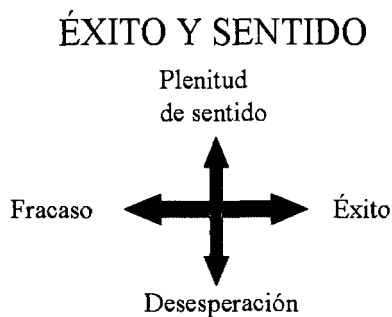 ÉXITO Y SENTIDO
Plenitud
de sentido
Fracaso
Éxito
Desesperación